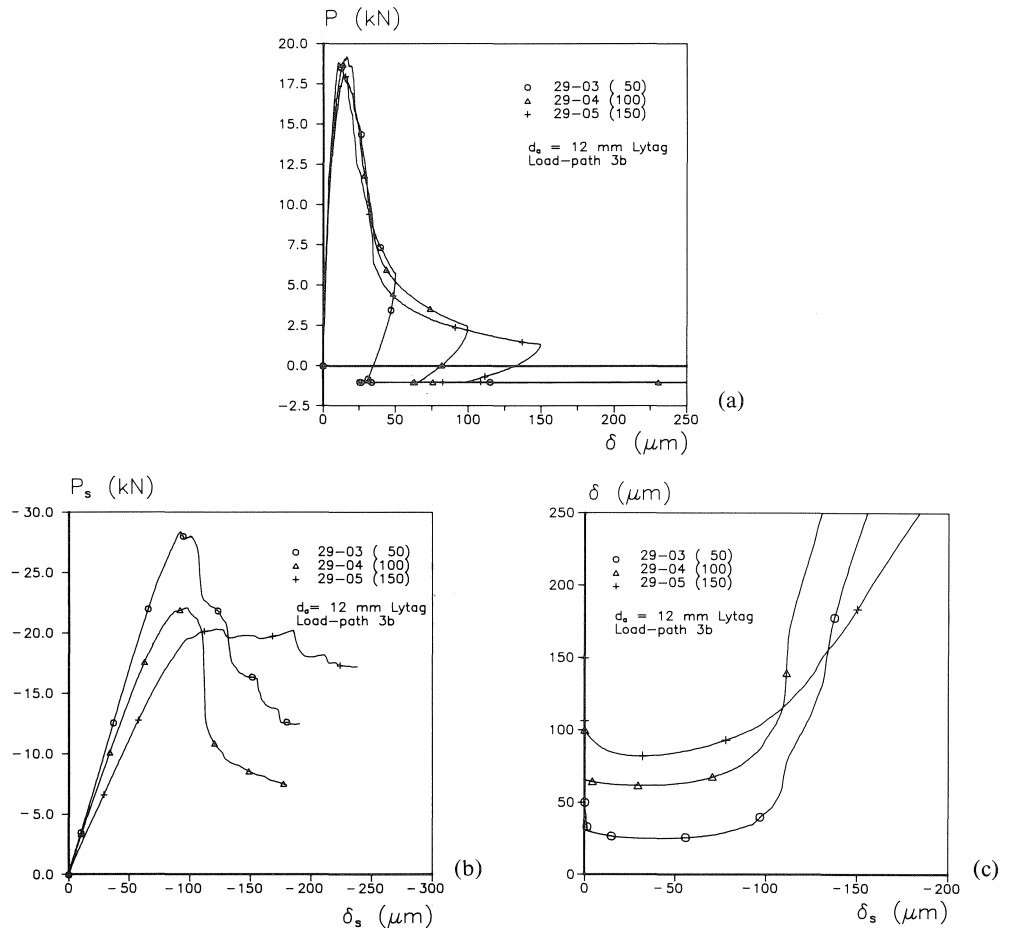 P (kN)
20.0
17.5
15.0
12.5
10.0
7.5
5.0
2.5
0.0
-2.5
0
50
100
150
200
250
δ (μm)
29-03 ( 50)
29-04 (100)
29-05 (150)
dₐ = 12 mm Lytag
Load-path 3b
(a)
Pₛ (kN)
-30.0
-25.0
-20.0
-15.0
-10.0
-5.0
0.0
0
-50
-100
-150
-200
-250
-300
δₛ (μm)
29-03 ( 50)
29-04 (100)
29-05 (150)
dₐ= 12 mm Lytag
Load-path 3b
(b)
δ (μm)
250
200
150
100
50
0
0
-50
-100
-150
-200
δₛ (μm)
29-03 ( 50)
29-04 (100)
29-05 (150)
dₐ = 12 mm Lytag
Load-path 3b
(c)